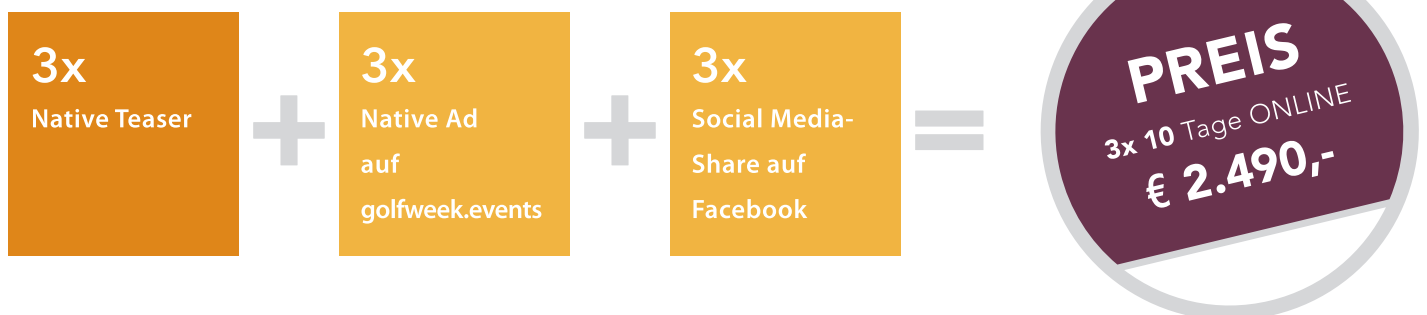 3x
Native Teaser
3x
Native Ad
auf
golfweek.events
3x
Social Media-
Share auf
Facebook
PREIS
3x 10 Tage ONLINE
€ 2.490,-